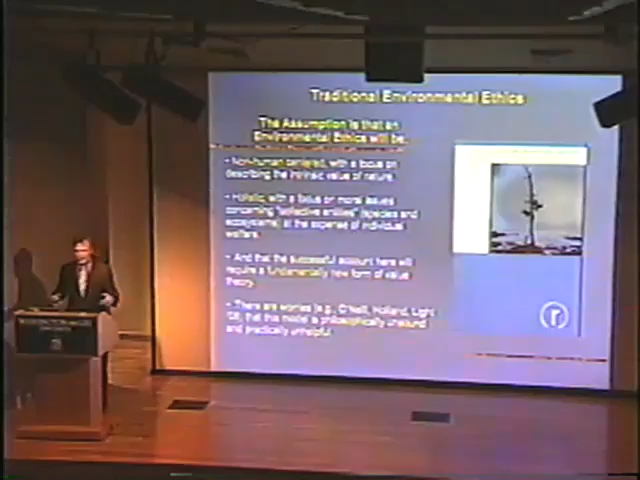 Traditional Environmental Ethics
The Assumption is that an
Environmental Ethics will be:
• Non-human centered, with a focus on
describing the intrinsic value of nature.
• Holistic, with a focus on moral issues
concerning "collective entities" (species and
ecosystems) at the expense of individual
welfare.
• And that the successful account here will
require a fundamentally new form of value
theory.
• There are worries (e.g., O'Neill, Holland, Light
'08) that this model is philosophically unsound
and practically unhelpful.
r